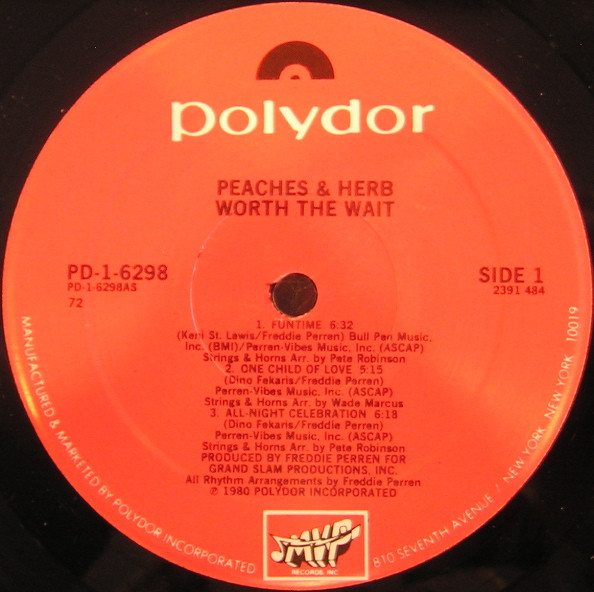 polydor
PEACHES & HERB
WORTH THE WAIT
PD-1-6298
PD-1-6298AS
72
SIDE 1
2391 484
1. FUNTIME 6:32
(Keni St. Lewis/Freddie Perren) Bull Pen Music,
Inc. (BMI)/Perren-Vibes Music, Inc. (ASCAP)
Strings & Horns Arr. by Pete Robinson
2. ONE CHILD OF LOVE 5:15
(Dino Fekaris/Freddie Perren)
Perren-Vibes Music, Inc. (ASCAP)
Strings & Horns Arr. by Wade Marcus
3. ALL-NIGHT CELEBRATION 6:18
(Dino Fekaris/Freddie Perren)
Perren-Vibes Music, Inc. (ASCAP)
Strings & Horns Arr. by Pete Robinson
PRODUCED BY FREDDIE PERREN FOR
GRAND SLAM PRODUCTIONS, INC.
All Rhythm Arrangements by Freddie Perren
℗ 1980 POLYDOR INCORPORATED
MANUFACTURED & MARKETED BY POLYDOR INCORPORATED
810 SEVENTH AVENUE / NEW YORK, NEW YORK 10019
MVP
RECORDS, INC.